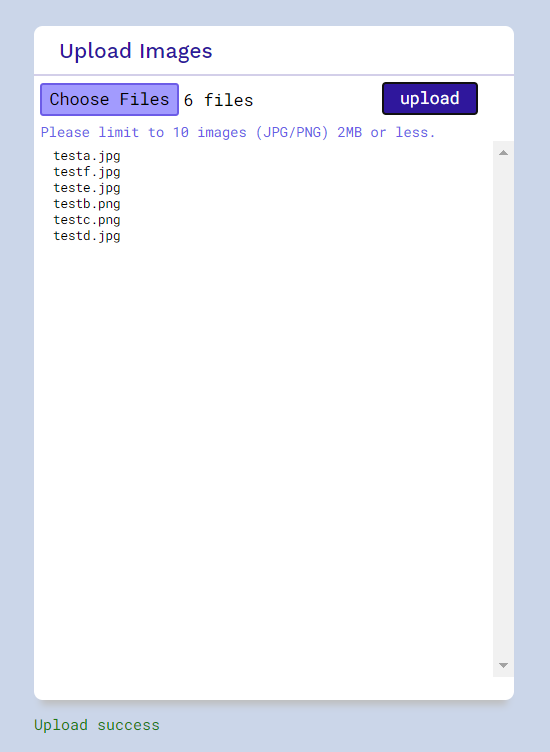 Upload Images
Choose Files 6 files upload
Please limit to 10 images (JPG/PNG) 2MB or less.
testa.jpg
testf.jpg
teste.jpg
testb.png
testc.png
testd.jpg
Upload success